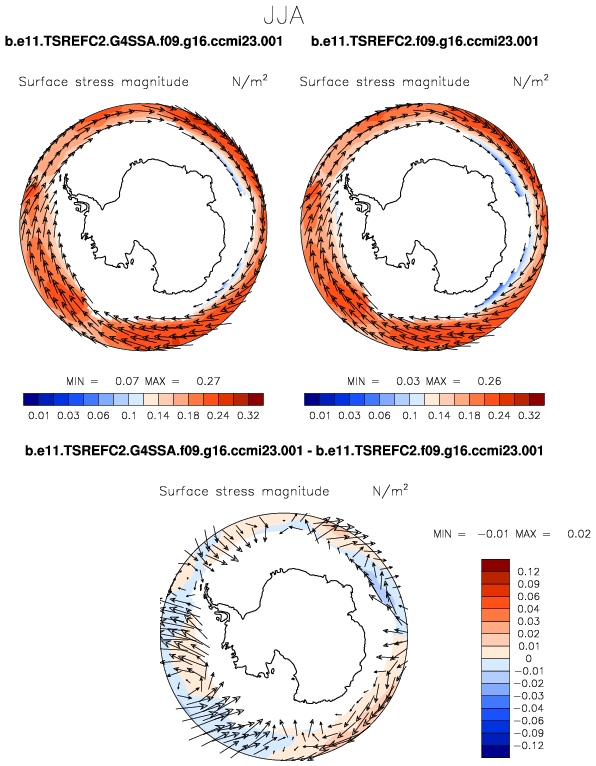 JJA
b.e11.TSREFC2.G4SSA.f09.g16.ccmi23.001 b.e11.TSREFC2.f09.g16.ccmi23.001
Surface stress magnitude N/m² Surface stress magnitude N/m²
MIN = 0.07 MAX = 0.27 MIN = 0.03 MAX = 0.26
0.01 0.03 0.06 0.1 0.14 0.18 0.24 0.32 0.01 0.03 0.06 0.1 0.14 0.18 0.24 0.32
b.e11.TSREFC2.G4SSA.f09.g16.ccmi23.001 - b.e11.TSREFC2.f09.g16.ccmi23.001
Surface stress magnitude N/m²
MIN = −0.01 MAX = 0.02
0.12
0.09
0.06
0.04
0.03
0.02
0.01
0
−0.01
−0.02
−0.03
−0.04
−0.06
−0.09
−0.12